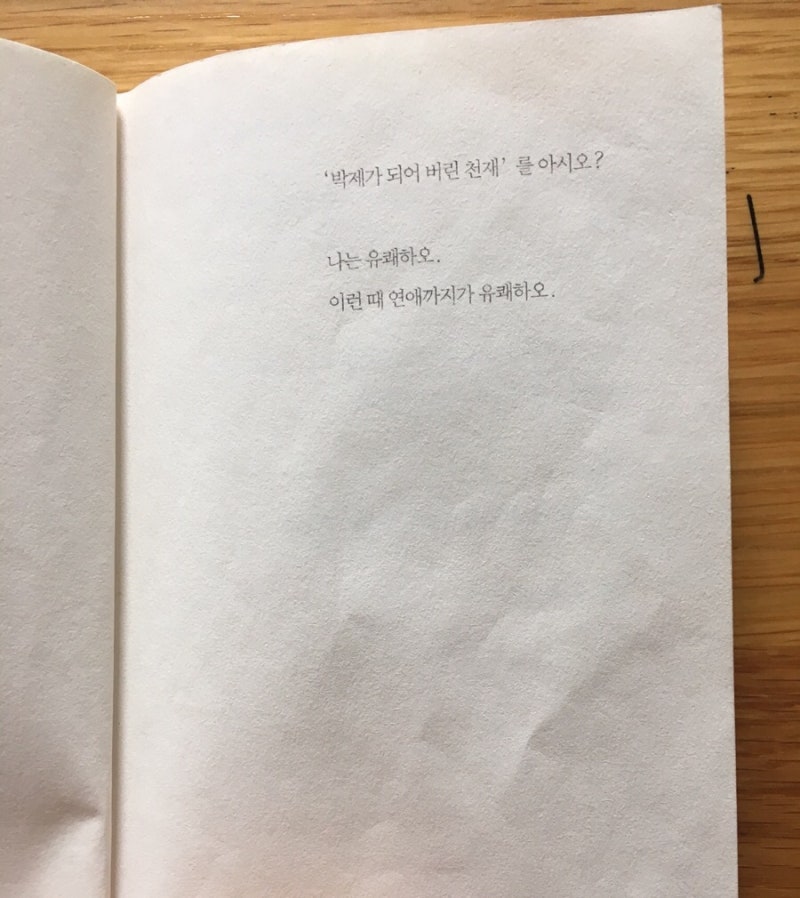 ‘박제가 되어 버린 천재’ 를 아시오?
나는 유쾌하오.
이런 때 연애까지가 유쾌하오.